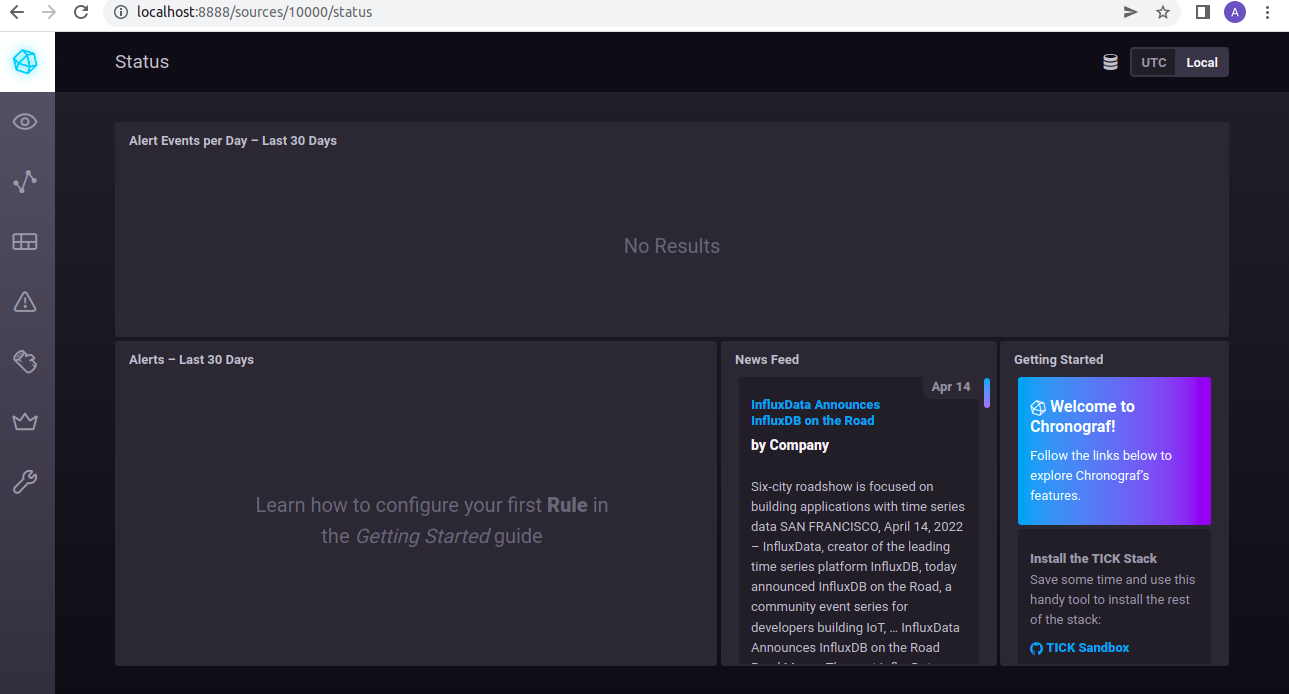 localhost:8888/sources/10000/status
A
Status
UTC
Local
Alert Events per Day – Last 30 Days
No Results
Alerts – Last 30 Days
Learn how to configure your first Rule in
the Getting Started guide
News Feed
Apr 14
InfluxData Announces
InfluxDB on the Road
by Company
Six-city roadshow is focused on
building applications with time series
data SAN FRANCISCO, April 14, 2022
– InfluxData, creator of the leading
time series platform InfluxDB, today
announced InfluxDB on the Road, a
community event series for
developers building IoT, … InfluxData
Announces InfluxDB on the Road
Getting Started
Welcome to
Chronograf!
Follow the links below to
explore Chronograf’s
features.
Install the TICK Stack
Save some time and use this
handy tool to install the rest
of the stack:
TICK Sandbox